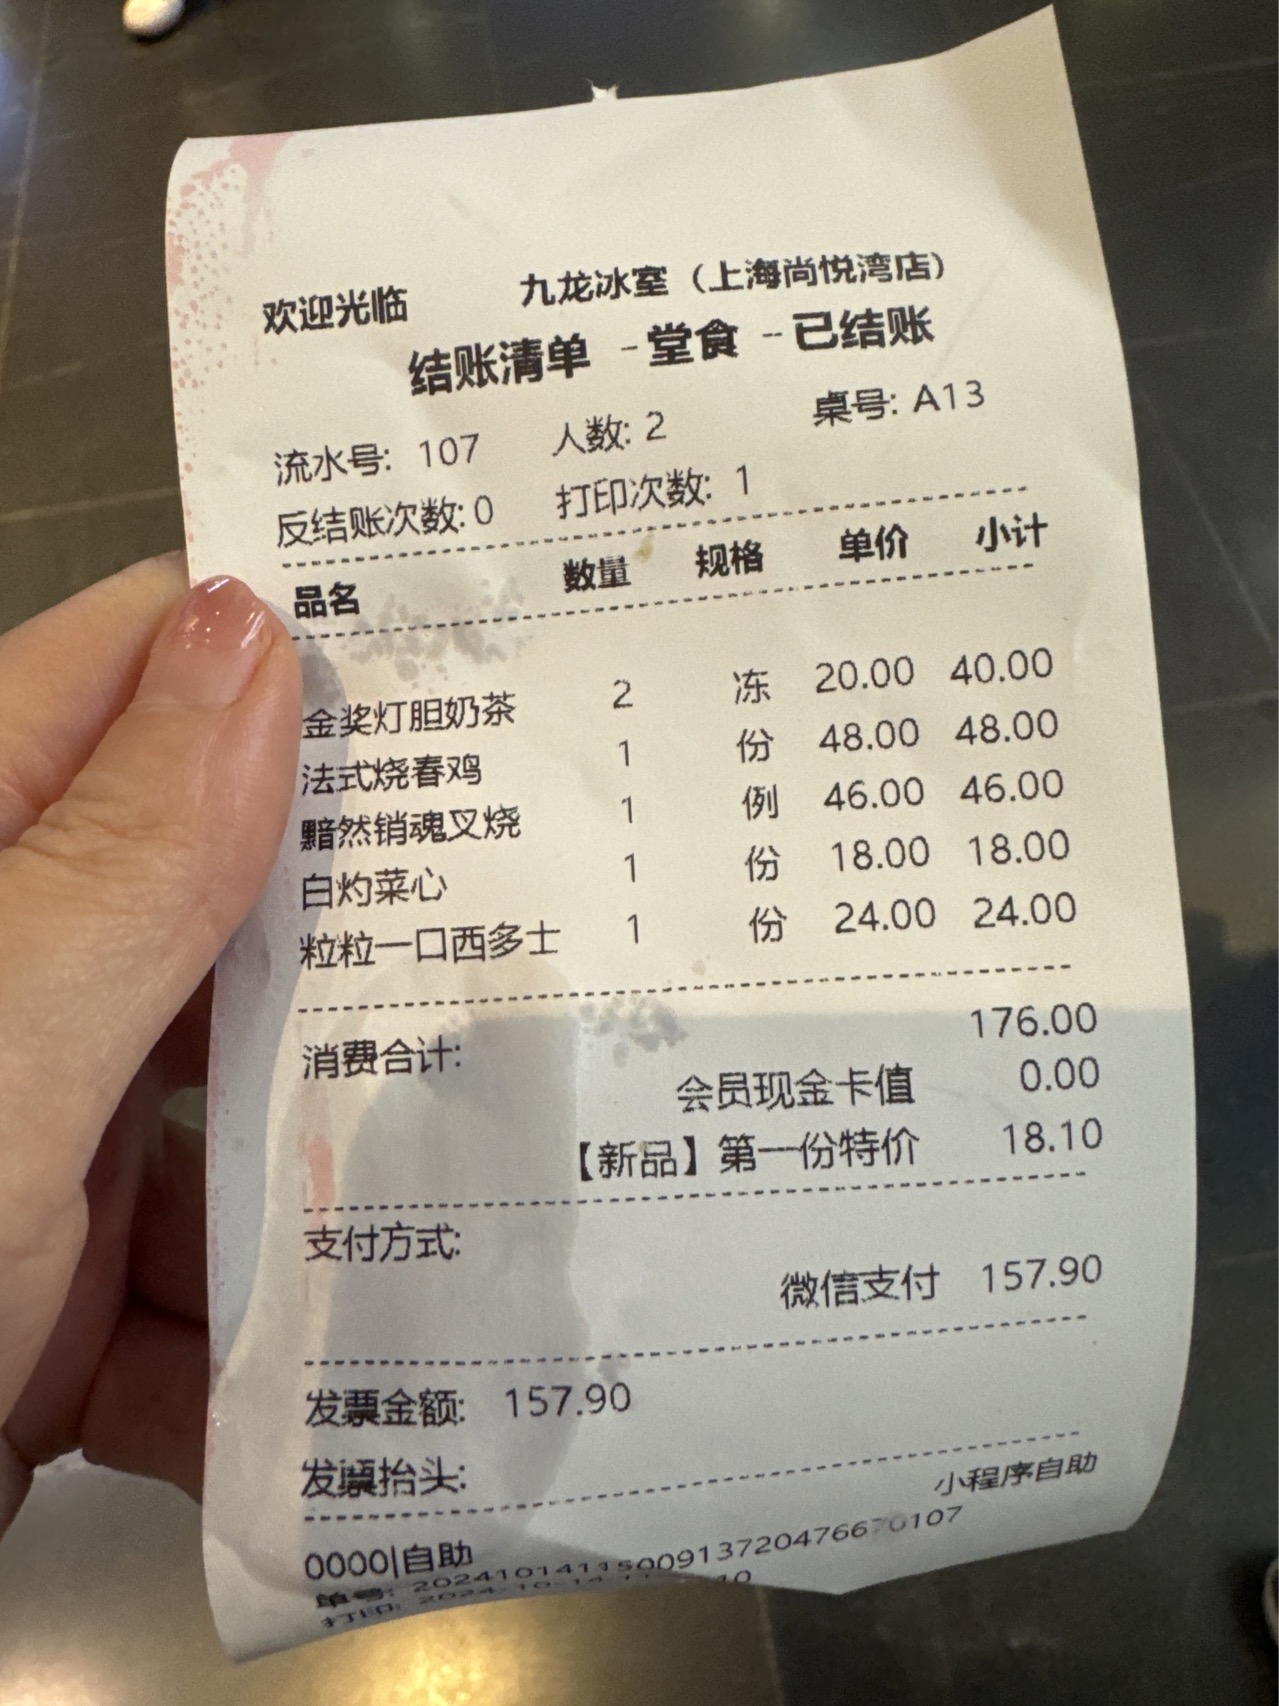 欢迎光临 九龙冰室（上海尚悦湾店）
结账清单 -堂食 -已结账
流水号: 107 人数: 2 桌号: A13
反结账次数: 0 打印次数: 1
品名 数量 规格 单价 小计
金奖灯胆奶茶 2 冻 20.00 40.00
法式烧春鸡 1 份 48.00 48.00
黯然销魂叉烧 1 例 46.00 46.00
白灼菜心 1 份 18.00 18.00
粒粒一口西多士 1 份 24.00 24.00
消费合计: 176.00
会员现金卡值 0.00
【新品】第一份特价 18.10
支付方式:
微信支付 157.90
发票金额: 157.90
发票抬头:
小程序自助
0000|自助
单号: 2024101411500913720476670107
打印: 2024-10-14